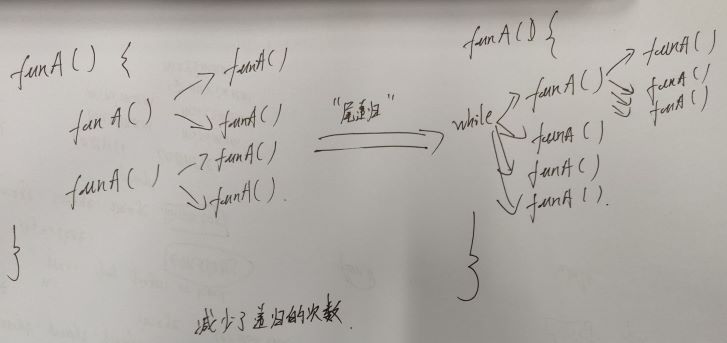 funA() {
funA()
funA()
funA()
funA()
funA()
funA().
}
"尾递归"
funA() {
while
funA()
funA()
funA()
funA()
funA()
funA()
funA().
}
减少了递归的次数.